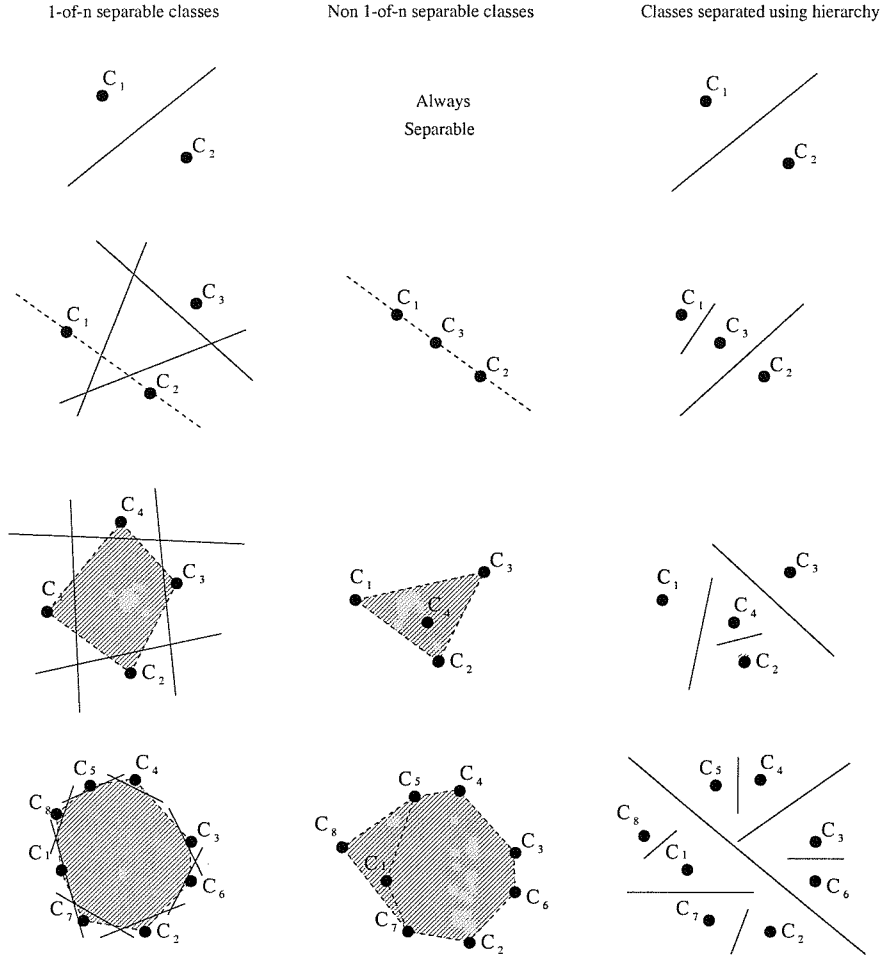 1-of-n separable classes
Non 1-of-n separable classes
Classes separated using hierarchy
C1
C2
Always
Separable
C1
C2
C1
C3
C2
C1
C3
C2
C1
C3
C2
C4
C1
C3
C2
C1
C3
C4
C2
C3
C1
C4
C2
C5
C4
C8
C3
C1
C6
C7
C2
C5
C4
C8
C3
C1
C6
C7
C2
C5
C4
C8
C3
C1
C6
C7
C2